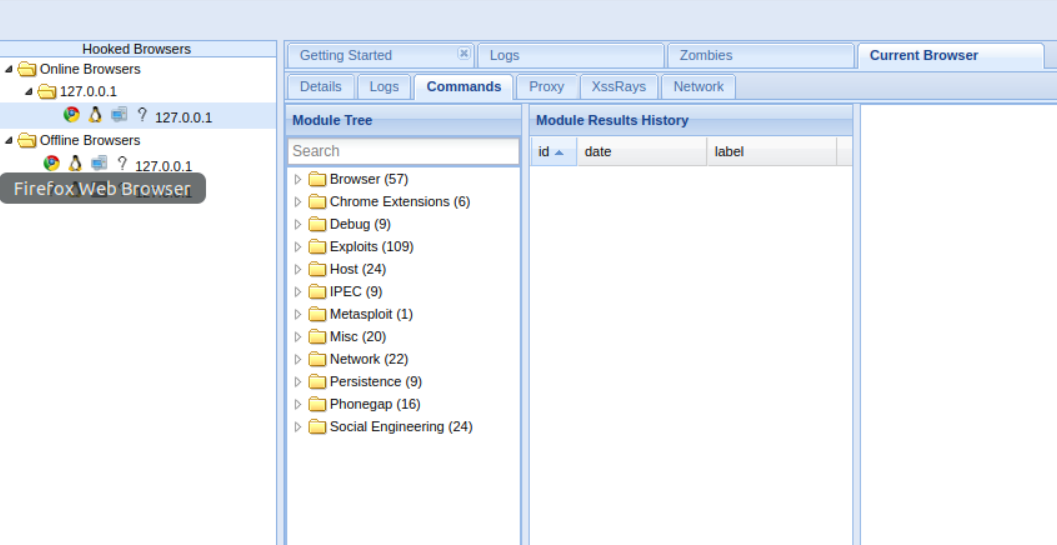 Hooked Browsers
Online Browsers
127.0.0.1
? 127.0.0.1
Offline Browsers
? 127.0.0.1
Firefox Web Browser
Getting Started
Logs
Zombies
Current Browser
Details
Logs
Commands
Proxy
XssRays
Network
Module Tree
Search
Browser (57)
Chrome Extensions (6)
Debug (9)
Exploits (109)
Host (24)
IPEC (9)
Metasploit (1)
Misc (20)
Network (22)
Persistence (9)
Phonegap (16)
Social Engineering (24)
Module Results History
id
date
label